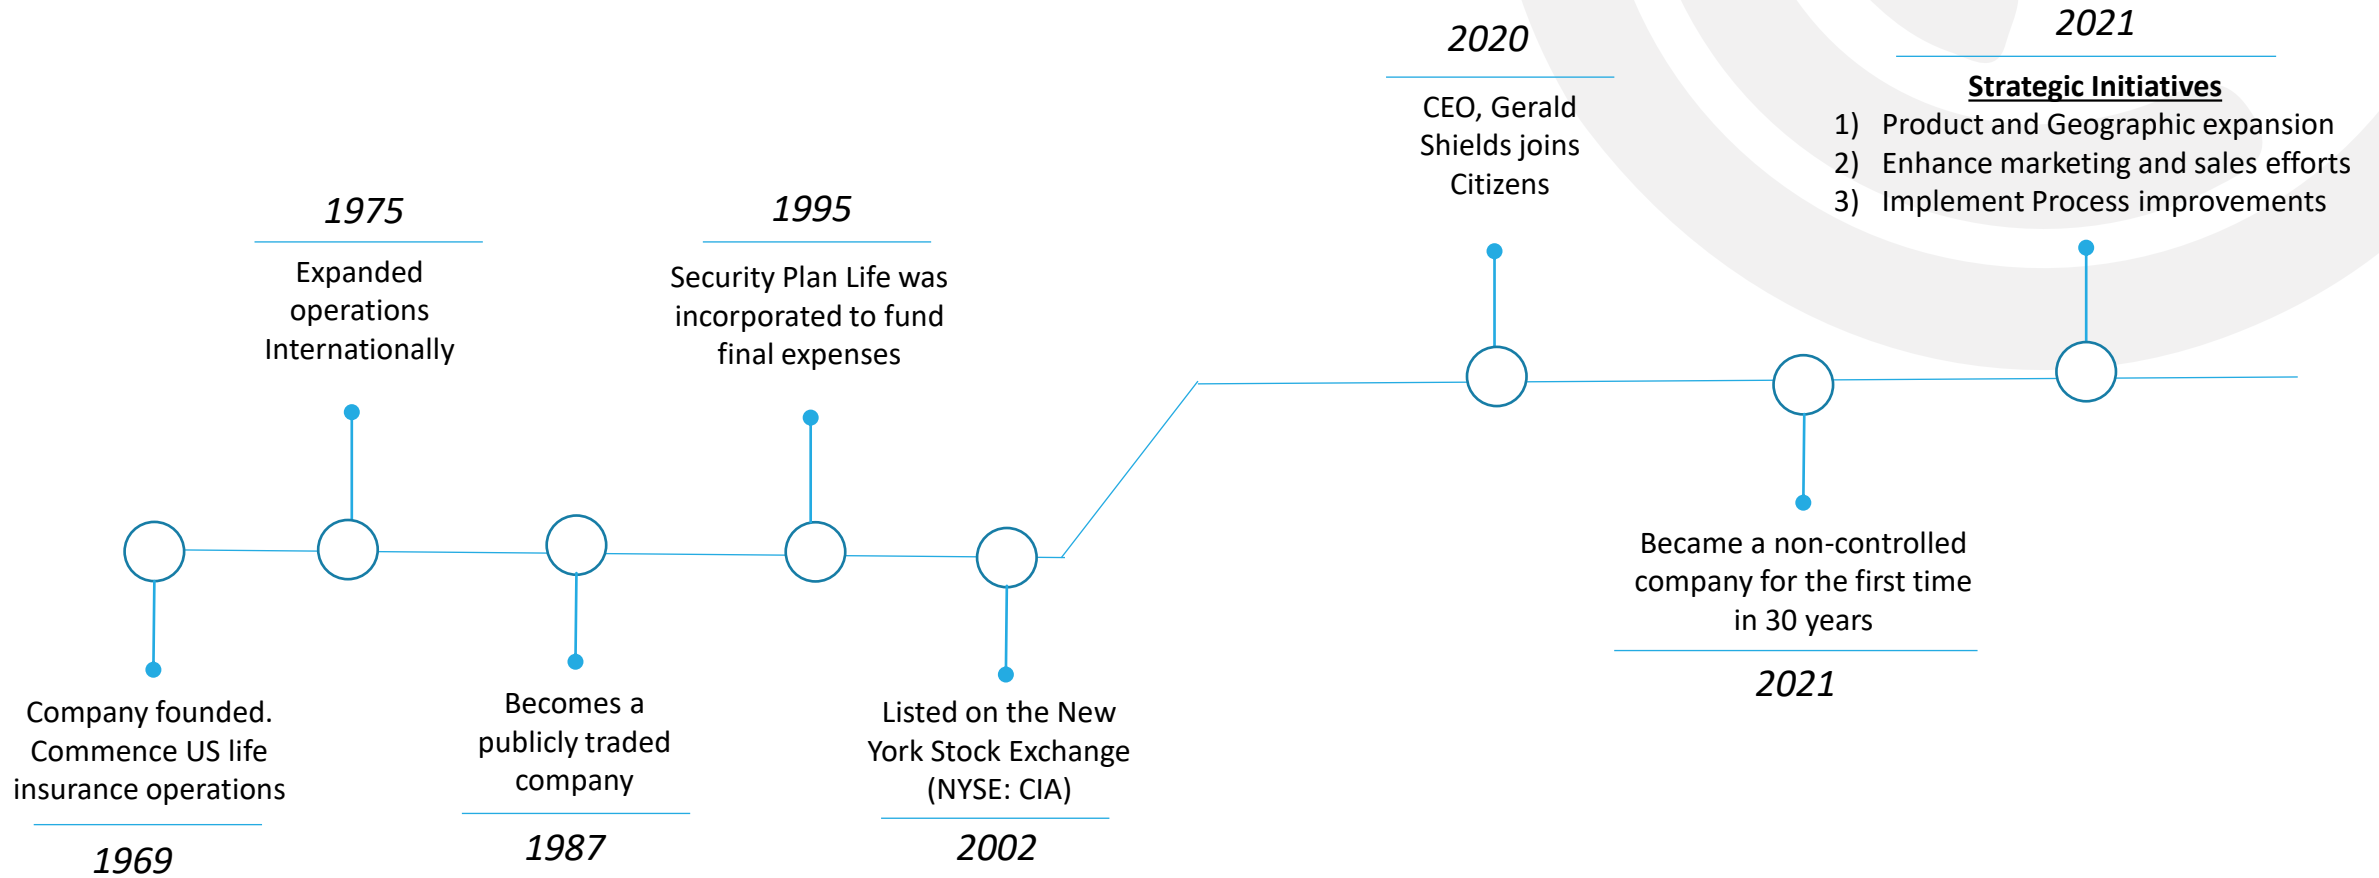 1969
Company founded.
Commence US life
insurance operations
1975
Expanded
operations
Internationally
Becomes a
publicly traded
company
1987
1995
Security Plan Life was
incorporated to fund
final expenses
Listed on the New
York Stock Exchange
(NYSE: CIA)
2002
2020
CEO, Gerald
Shields joins
Citizens
Became a non-controlled
company for the first time
in 30 years
2021
2021
Strategic Initiatives
1) Product and Geographic expansion
2) Enhance marketing and sales efforts
3) Implement Process improvements